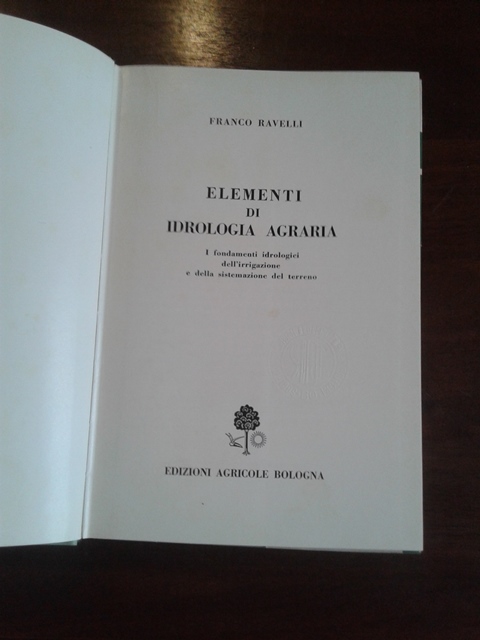 FRANCO RAVELLI
ELEMENTI
DI
IDROLOGIA AGRARIA
I fondamenti idrologici
dell'irrigazione
e della sistemazione del terreno
EDIZIONI AGRICOLE BOLOGNA